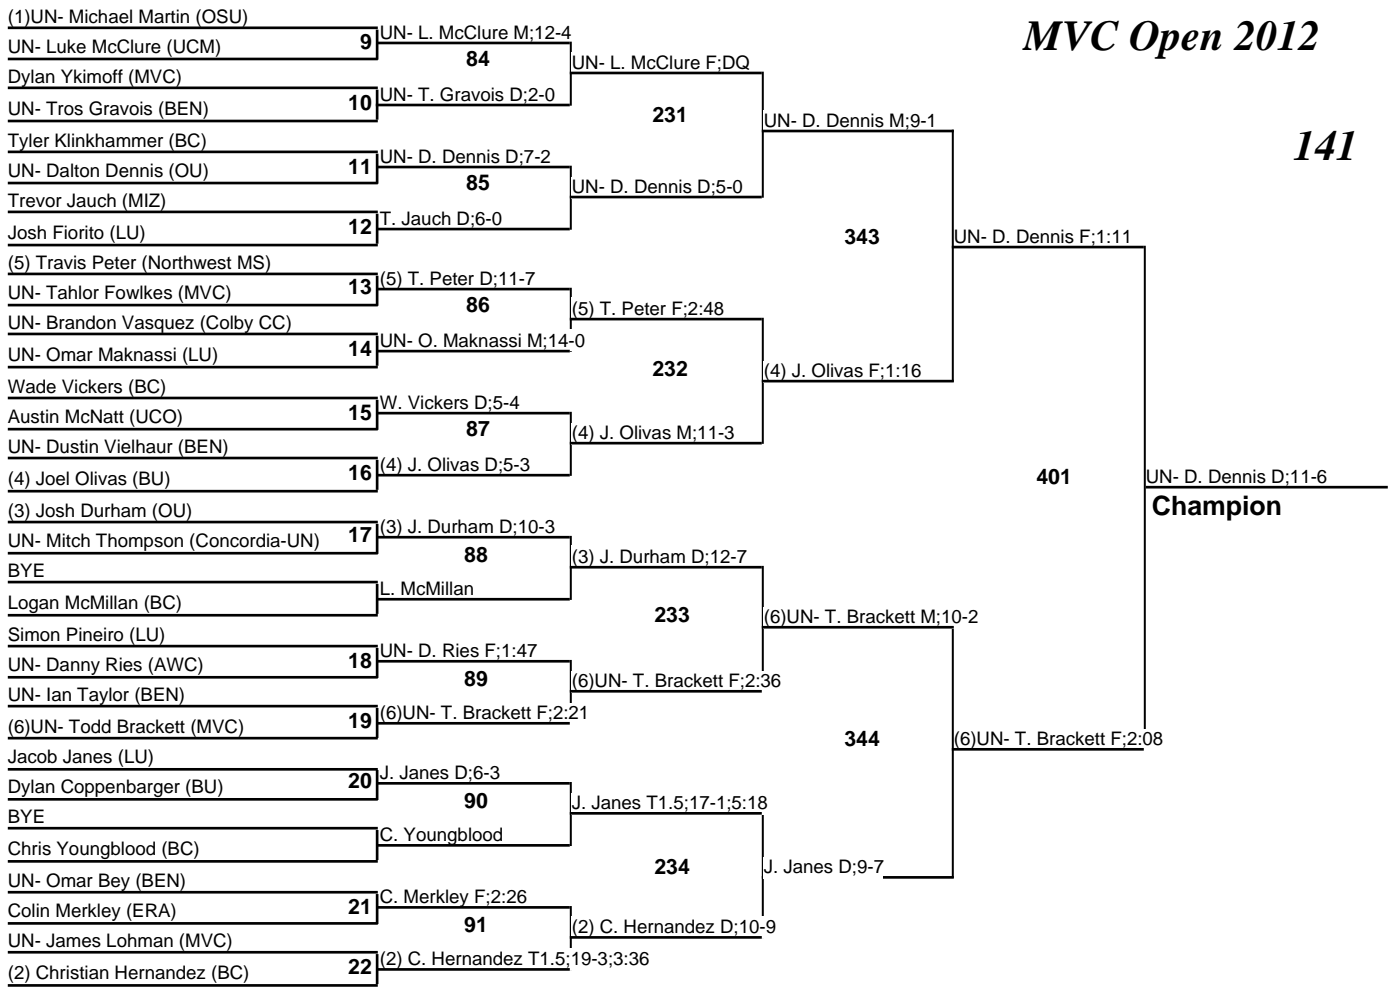 MVC Open 2012
141
(1)UN- Michael Martin (OSU)
UN- Luke McClure (UCM)
Dylan Ykimoff (MVC)
UN- Tros Gravois (BEN)
Tyler Klinkhammer (BC)
UN- Dalton Dennis (OU)
Trevor Jauch (MIZ)
Josh Fiorito (LU)
(5) Travis Peter (Northwest MS)
UN- Tahlor Fowlkes (MVC)
UN- Brandon Vasquez (Colby CC)
UN- Omar Maknassi (LU)
Wade Vickers (BC)
Austin McNatt (UCO)
UN- Dustin Vielhaur (BEN)
(4) Joel Olivas (BU)
(3) Josh Durham (OU)
UN- Mitch Thompson (Concordia-UN)
BYE
Logan McMillan (BC)
Simon Pineiro (LU)
UN- Danny Ries (AWC)
UN- Ian Taylor (BEN)
(6)UN- Todd Brackett (MVC)
Jacob Janes (LU)
Dylan Coppenbarger (BU)
BYE
Chris Youngblood (BC)
UN- Omar Bey (BEN)
Colin Merkley (ERA)
UN- James Lohman (MVC)
(2) Christian Hernandez (BC)
9
10
11
12
13
14
15
16
17
18
19
20
21
22
UN- L. McClure M;12-4
84
UN- T. Gravois D;2-0
UN- D. Dennis D;7-2
85
T. Jauch D;6-0
(5) T. Peter D;11-7
86
UN- O. Maknassi M;14-0
W. Vickers D;5-4
87
(4) J. Olivas D;5-3
(3) J. Durham D;10-3
88
L. McMillan
UN- D. Ries F;1:47
89
(6)UN- T. Brackett F;2:21
J. Janes D;6-3
90
C. Youngblood
C. Merkley F;2:26
91
(2) C. Hernandez T1.5;19-3;3:36
UN- L. McClure F;DQ
231
UN- D. Dennis D;5-0
(5) T. Peter F;2:48
232
(4) J. Olivas M;11-3
(3) J. Durham D;12-7
233
(6)UN- T. Brackett F;2:36
J. Janes T1.5;17-1;5:18
234
(2) C. Hernandez D;10-9
UN- D. Dennis M;9-1
343
(4) J. Olivas F;1:16
(6)UN- T. Brackett M;10-2
344
J. Janes D;9-7
UN- D. Dennis F;1:11
401
(6)UN- T. Brackett F;2:08
UN- D. Dennis D;11-6
Champion